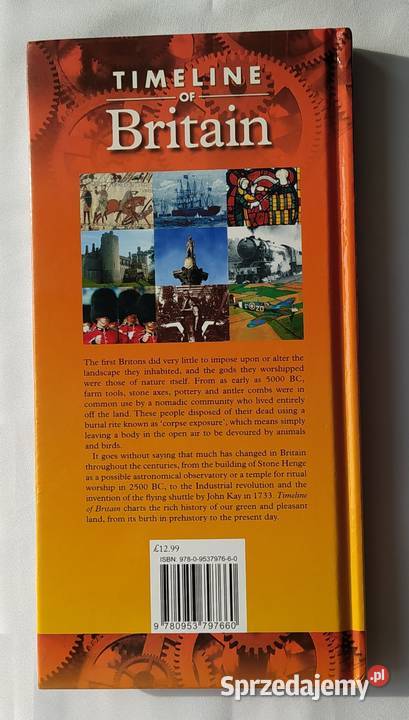 TIMELINE
OF
Britain
The first Britons did very little to impose upon or alter the
landscape they inhabited, and the gods they worshipped
were those of nature itself. From as early as 5000 BC,
farm tools, stone axes, pottery and antler combs were in
common use by a nomadic community who lived entirely
off the land. These people disposed of their dead using a
burial rite known as ‘corpse exposure’, which means simply
leaving a body in the open air to be devoured by animals
and birds.
It goes without saying that much has changed in Britain
throughout the centuries, from the building of Stone Henge
as a possible astronomical observatory or a temple for ritual
worship in 2500 BC, to the Industrial revolution and the
invention of the flying shuttle by John Kay in 1733. Timeline
of Britain charts the rich history of our green and pleasant
land, from its birth in prehistory to the present day.
£12.99
ISBN: 978-0-9537976-6-0
9 780953 797660
Sprzedajemy.pl